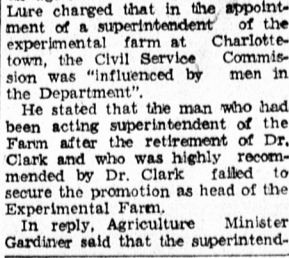 Lure charged that in the appoint-
ment of a superintendent of the
experimental farm at Charlotte-
town, the Civil Service Commis-
sion was "influenced by men in
the Department".
He stated that the man who had
been acting superintendent of the
Farm after the retirement of Dr.
Clark and who was highly recom-
mended by Dr. Clark failed to
secure the promotion as head of the
Experimental Farm.
In reply, Agriculture Minister
Gardiner said that the superintend-